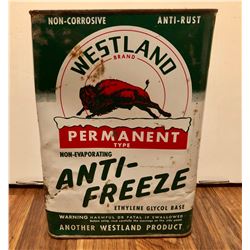 NON-CORROSIVE ANTI-RUST
WESTLAND
BRAND
PERMANENT
TYPE
NON-EVAPORATING
ANTI-
FREEZE
ETHYLENE GLYCOL BASE
WARNING HARMFUL OR FATAL IF SWALLOWED
ANOTHER WESTLAND PRODUCT